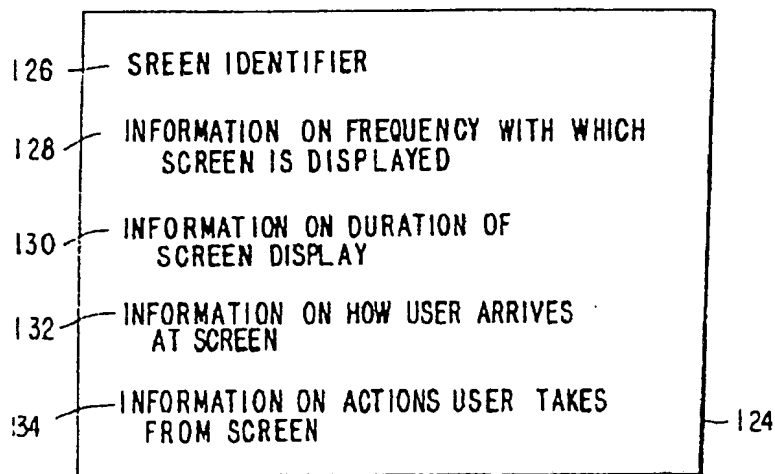 126 SREEN IDENTIFIER
128 INFORMATION ON FREQUENCY WITH WHICH
SCREEN IS DISPLAYED
130 INFORMATION ON DURATION OF
SCREEN DISPLAY
132 INFORMATION ON HOW USER ARRIVES
AT SCREEN
134 INFORMATION ON ACTIONS USER TAKES
FROM SCREEN 124